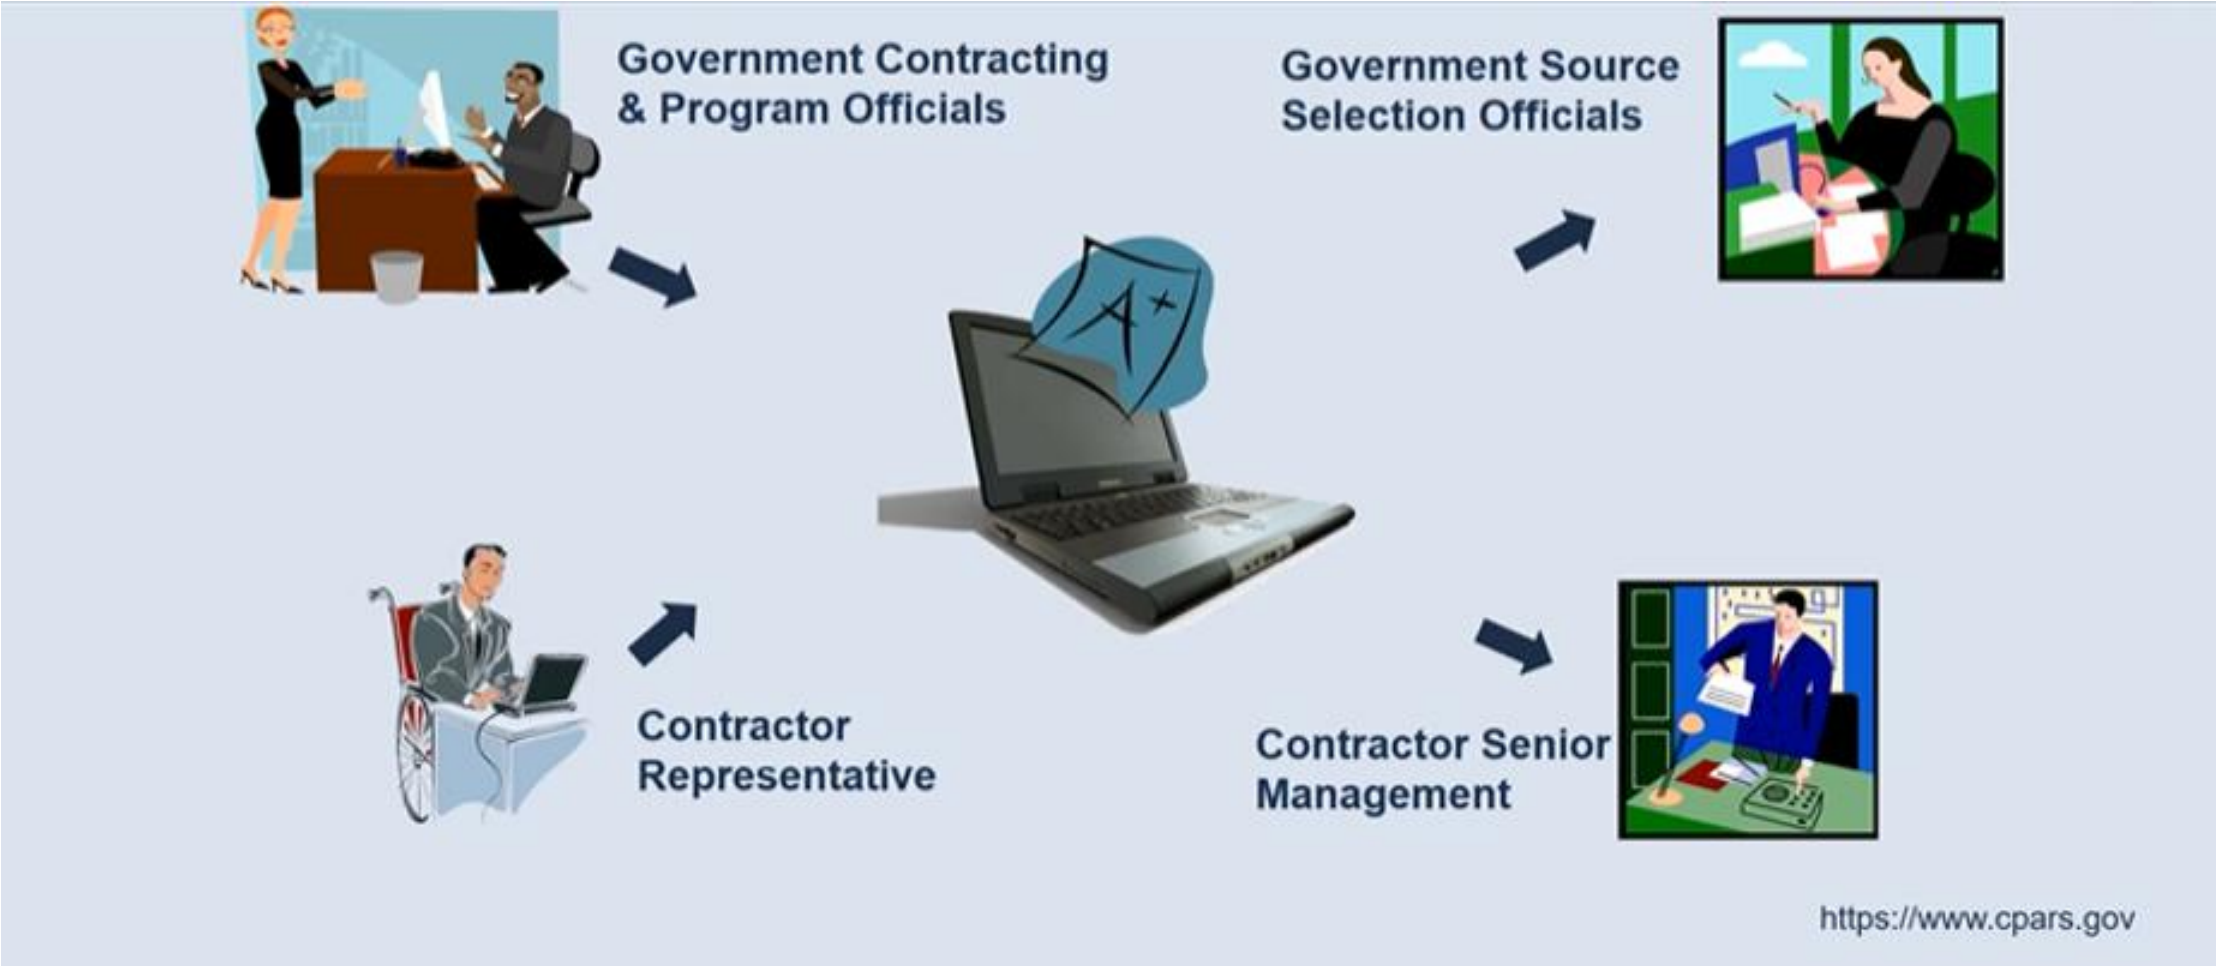 Government Contracting
& Program Officials
Government Source
Selection Officials
A+
Contractor
Representative
Contractor Senior
Management
https://www.cpars.gov